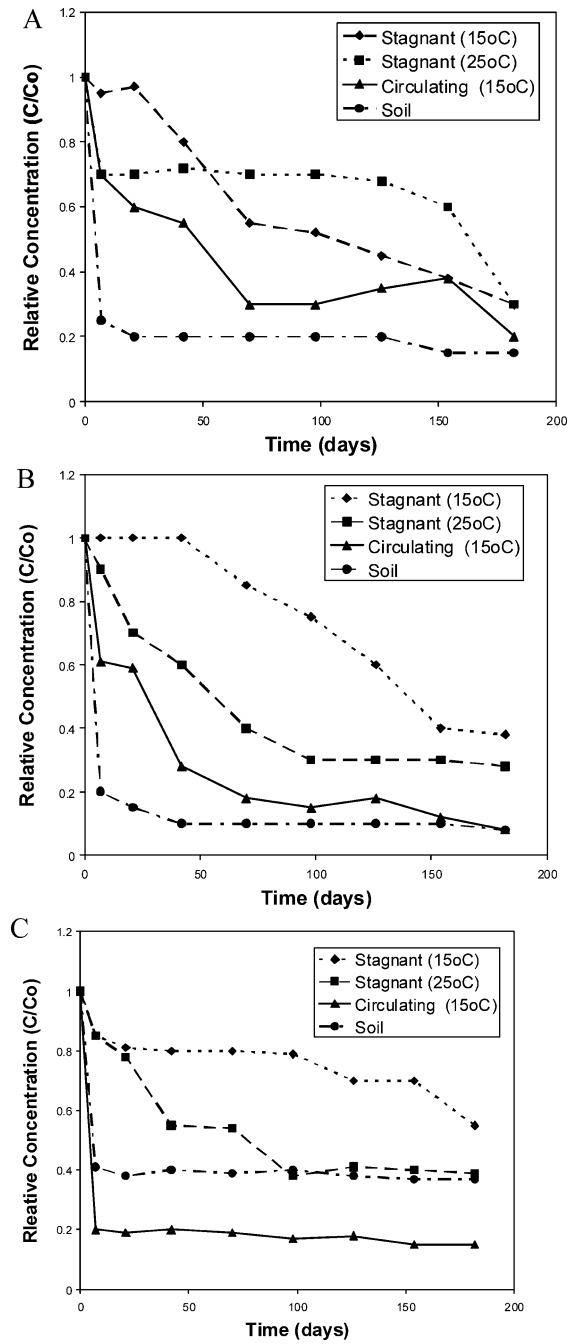 A
1.2
1
0.8
0.6
0.4
0.2
0
Relative Concentration (C/Co)
Stagnant (15oC)
Stagnant (25oC)
Circulating (15oC)
Soil
0 50 100 150 200
Time (days)
B
1.2
1
0.8
0.6
0.4
0.2
0
Relative Concentration (C/Co)
Stagnant (15oC)
Stagnant (25oC)
Circulating (15oC)
Soil
0 50 100 150 200
Time (days)
C
1.2
1
0.8
0.6
0.4
0.2
0
Rleative Concentration (C/Co)
Stagnant (15oC)
Stagnant (25oC)
Circulating (15oC)
Soil
0 50 100 150 200
Time (days)